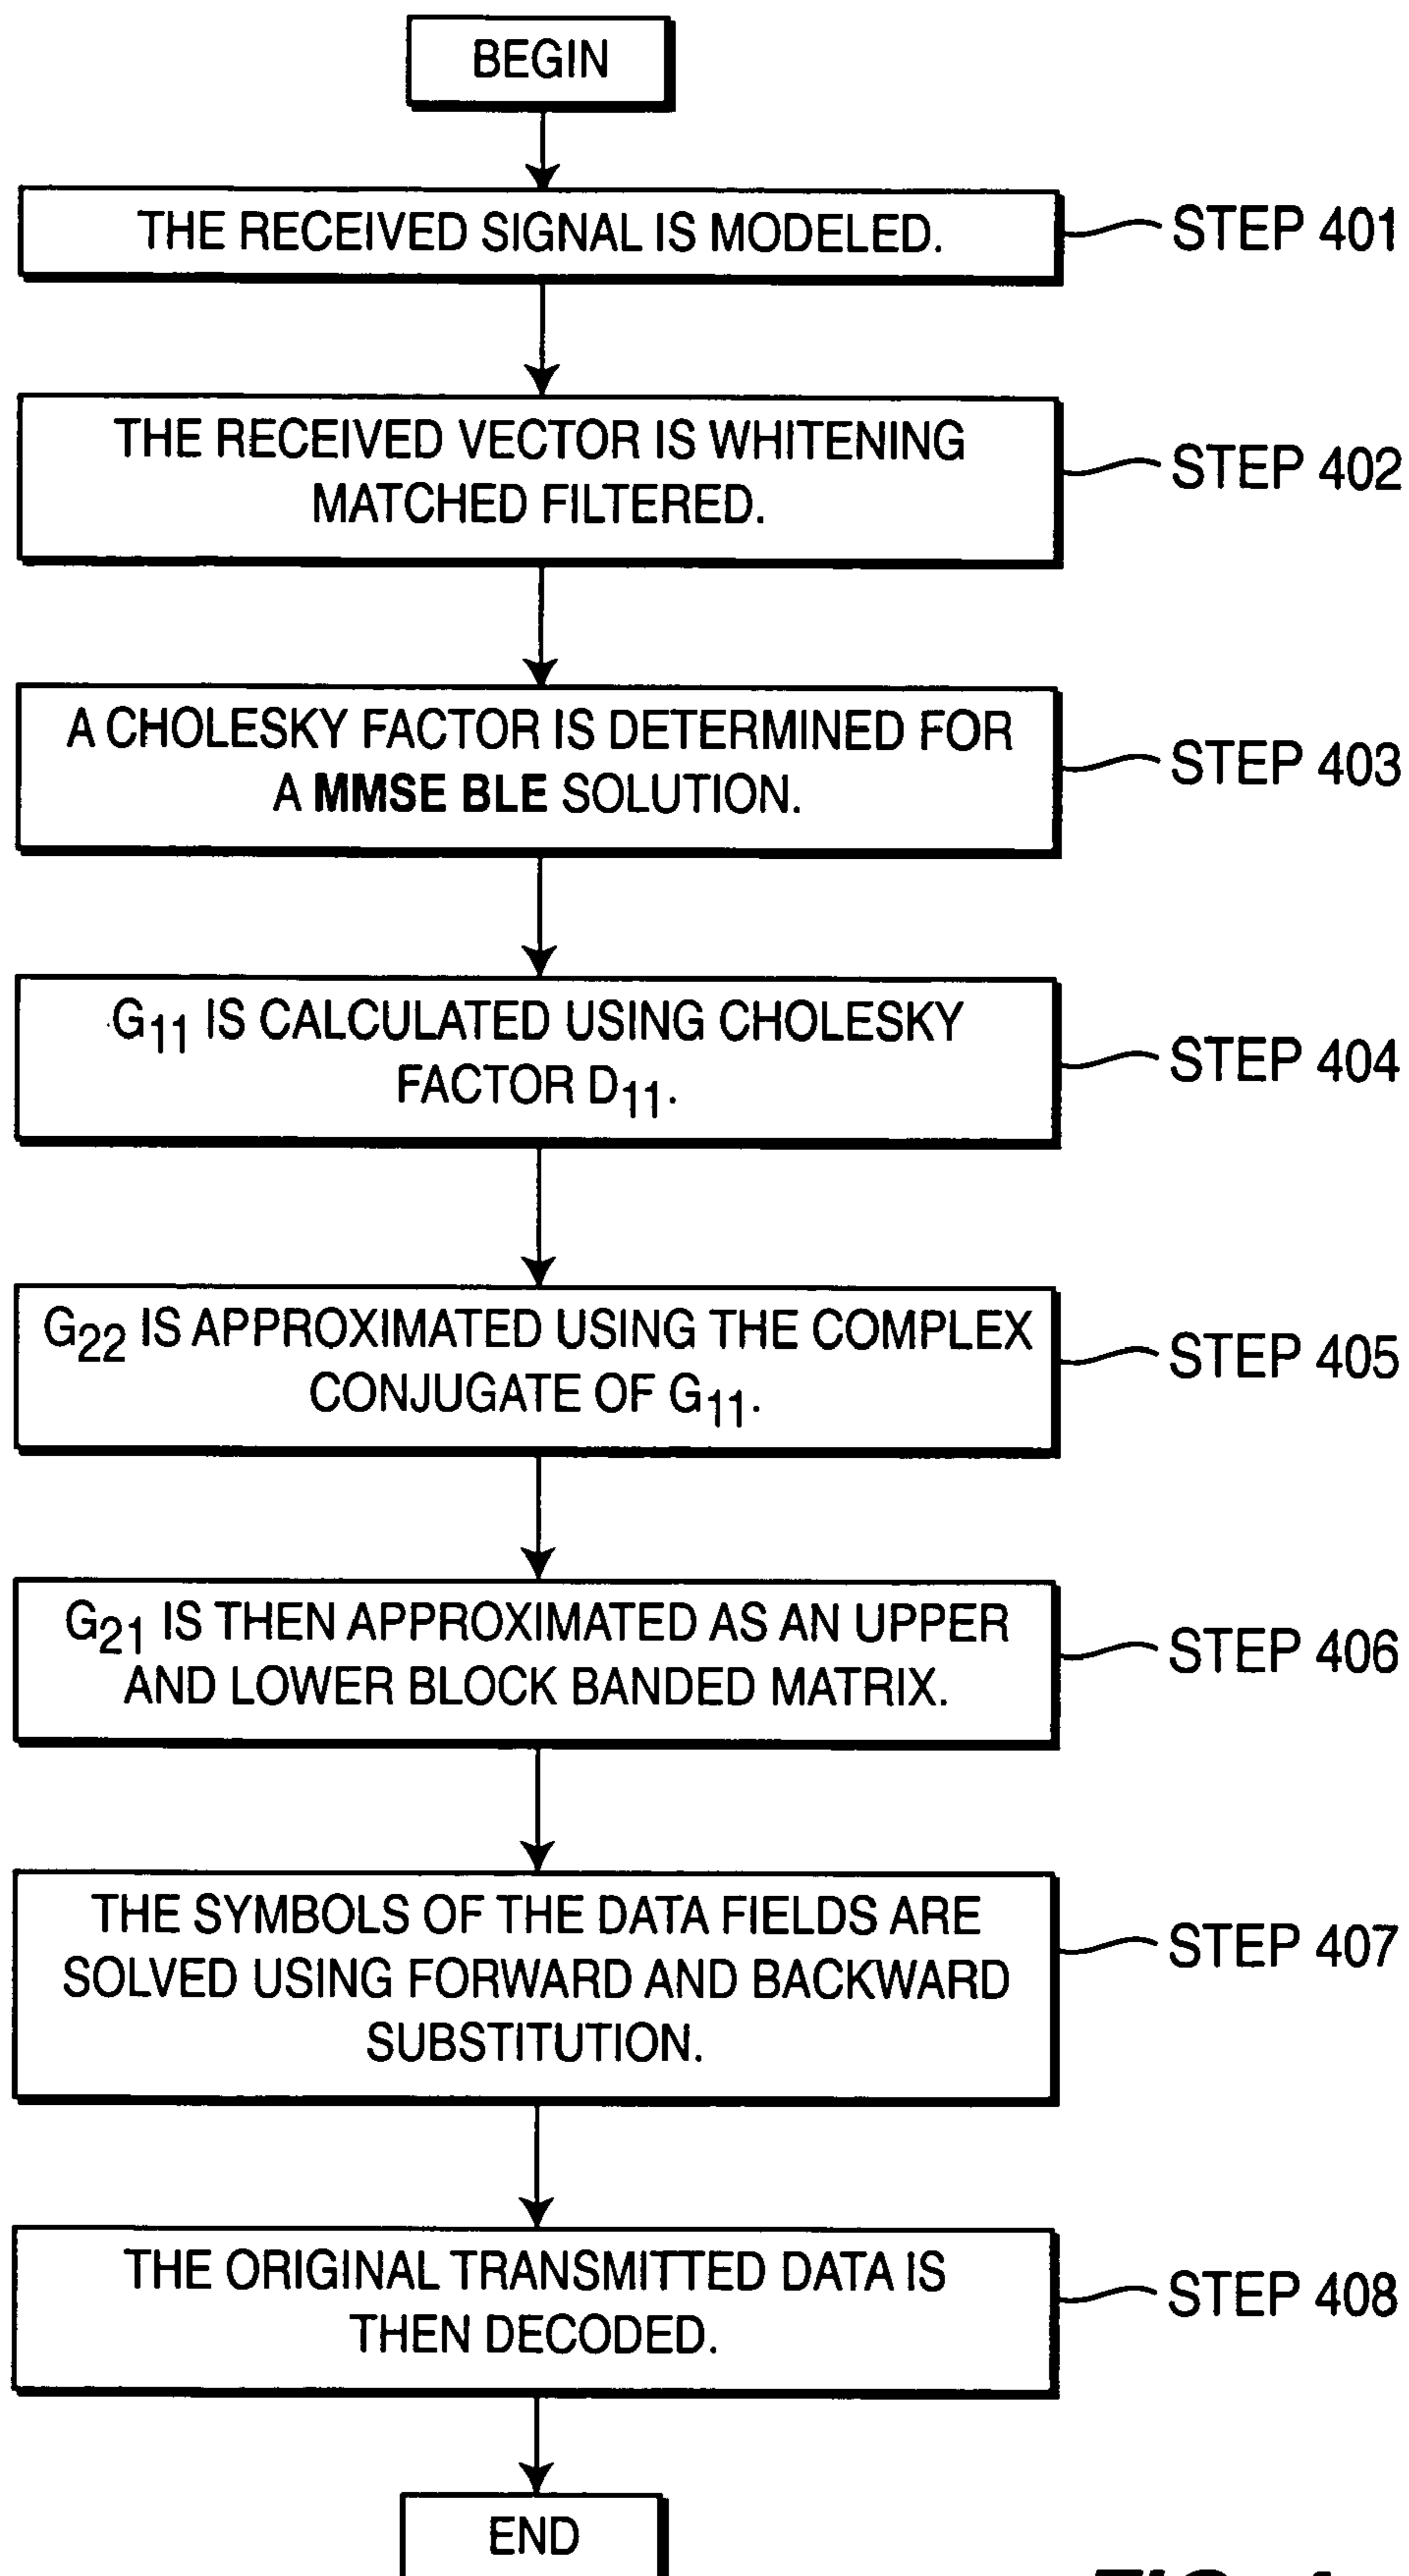 BEGIN
THE RECEIVED SIGNAL IS MODELED.
STEP 401
THE RECEIVED VECTOR IS WHITENING
MATCHED FILTERED.
STEP 402
A CHOLESKY FACTOR IS DETERMINED FOR
A MMSE BLE SOLUTION.
STEP 403
G11 IS CALCULATED USING CHOLESKY
FACTOR D11.
STEP 404
G22 IS APPROXIMATED USING THE COMPLEX
CONJUGATE OF G11.
STEP 405
G21 IS THEN APPROXIMATED AS AN UPPER
AND LOWER BLOCK BANDED MATRIX.
STEP 406
THE SYMBOLS OF THE DATA FIELDS ARE
SOLVED USING FORWARD AND BACKWARD
SUBSTITUTION.
STEP 407
THE ORIGINAL TRANSMITTED DATA IS
THEN DECODED.
STEP 408
END